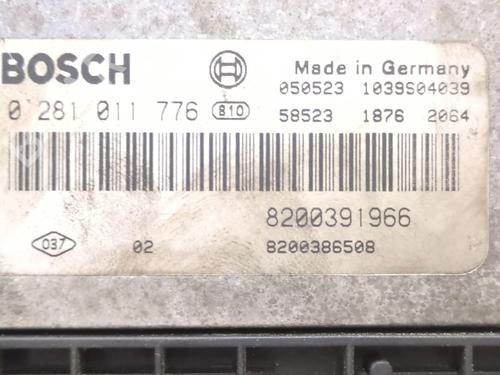 BOSCH
Made in Germany
050523 1039S04039
0 281 011 776 B10
58523 1876 2064
8200391966
037 02 8200386508